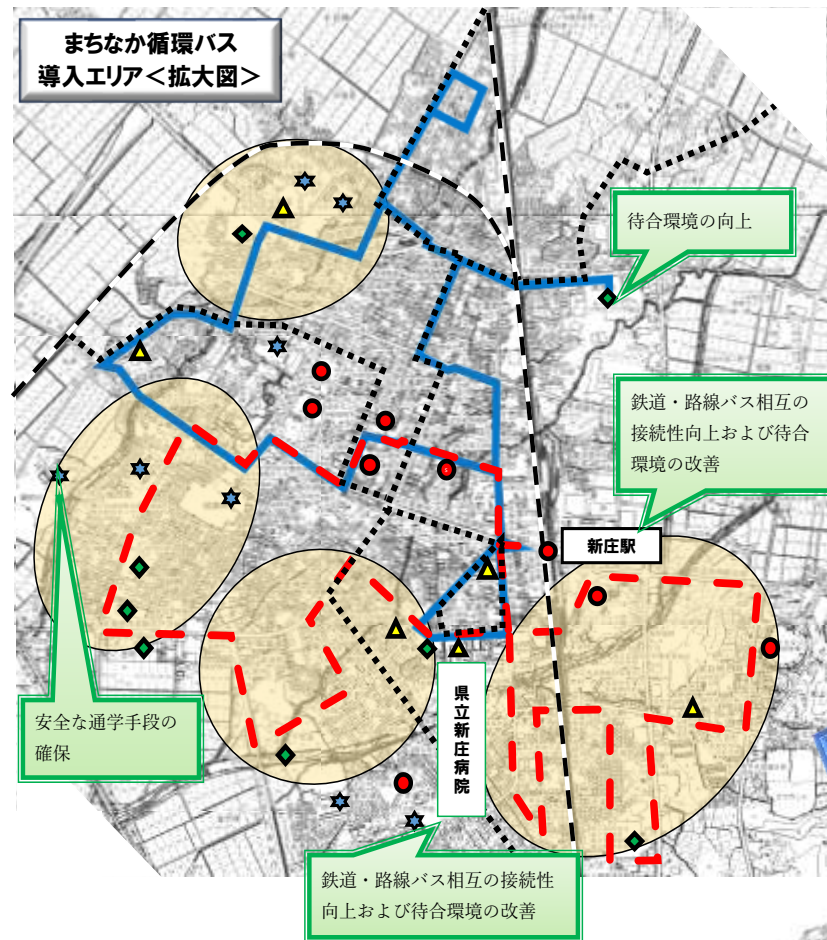 まちなか循環バス
導入エリア＜拡大図＞
待合環境の向上
鉄道・路線バス相互の
接続性向上および待合
環境の改善
新庄駅
県立新庄病院
安全な通学手段の
確保
鉄道・路線バス相互の接続性
向上および待合環境の改善